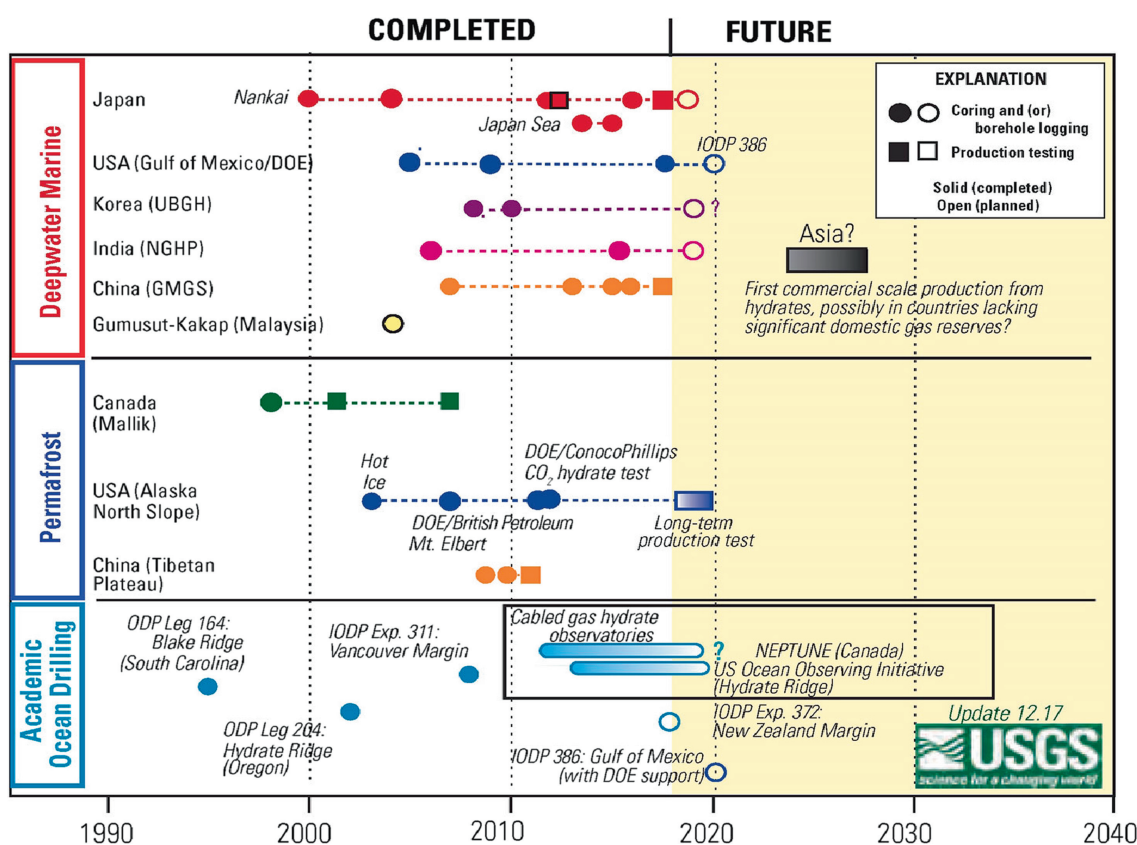 COMPLETED
FUTURE
Deepwater Marine
Japan
Nankai
Japan Sea
USA (Gulf of Mexico/DOE)
IODP 386
Korea (UBGH)
?
India (NGHP)
China (GMGS)
Gumusut-Kakap (Malaysia)
EXPLANATION
Coring and (or)
borehole logging
Production testing
Solid (completed)
Open (planned)
Asia?
First commercial scale production from
hydrates, possibly in countries lacking
significant domestic gas reserves?
Permafrost
Canada
(Mallik)
Hot
Ice
DOE/ConocoPhillips
CO2 hydrate test
USA (Alaska
North Slope)
DOE/British Petroleum
Mt. Elbert
Long-term
production test
China (Tibetan
Plateau)
Academic
Ocean Drilling
ODP Leg 164:
Blake Ridge
(South Carolina)
IODP Exp. 311:
Vancouver Margin
ODP Leg 204:
Hydrate Ridge
(Oregon)
Cabled gas hydrate
observatories
?
NEPTUNE (Canada)
US Ocean Observing Initiative
(Hydrate Ridge)
IODP Exp. 372:
New Zealand Margin
IODP 386: Gulf of Mexico
(with DOE support)
Update 12.17
USGS
science for a changing world
1990
2000
2010
2020
2030
2040